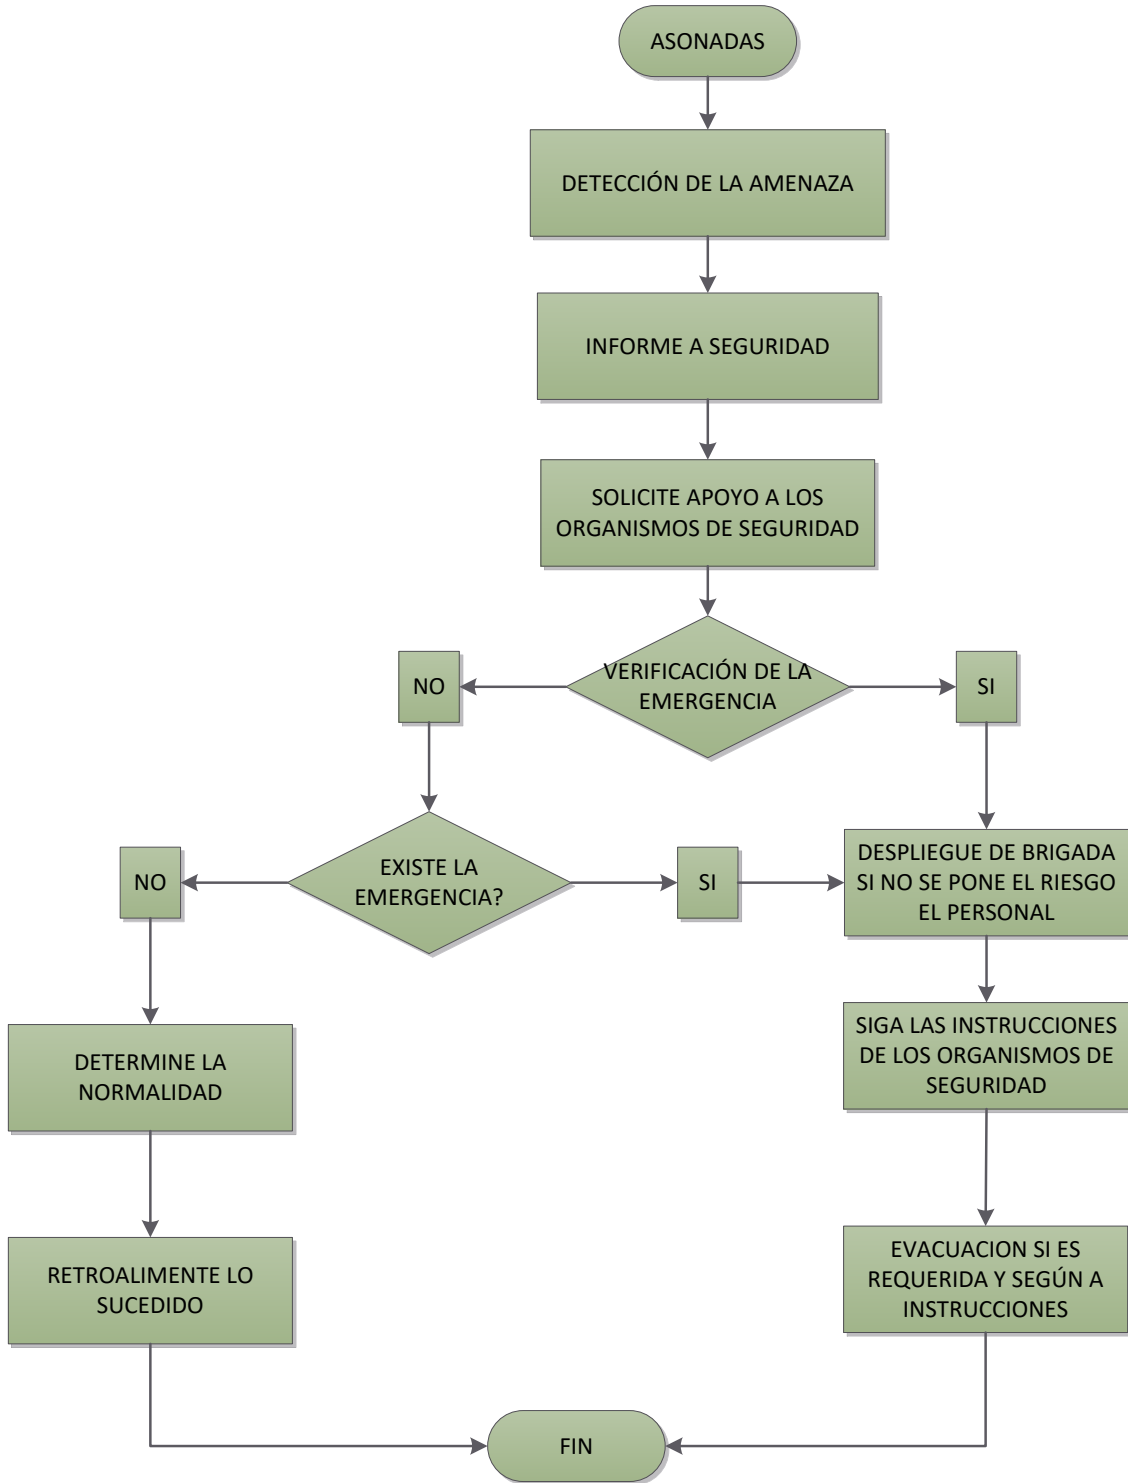 ASONADAS
DETECCIÓN DE LA AMENAZA
INFORME A SEGURIDAD
SOLICITE APOYO A LOS
ORGANISMOS DE SEGURIDAD
VERIFICACIÓN DE LA
EMERGENCIA
NO
SI
EXISTE LA
EMERGENCIA?
NO
SI
DESPLIEGUE DE BRIGADA
SI NO SE PONE EL RIESGO
EL PERSONAL
DETERMINE LA
NORMALIDAD
SIGA LAS INSTRUCCIONES
DE LOS ORGANISMOS DE
SEGURIDAD
RETROALIMENTE LO
SUCEDIDO
EVACUACION SI ES
REQUERIDA Y SEGÚN A
INSTRUCCIONES
FIN